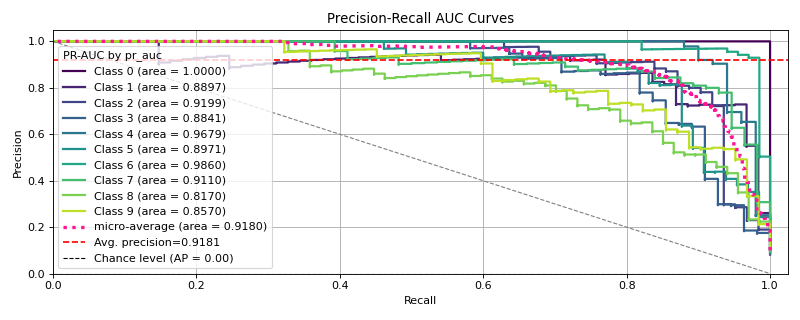 Precision-Recall AUC Curves
1.0
0.8
0.6
0.4
0.2
0.0
Precision
PR-AUC by pr_auc
Class 0 (area = 1.0000)
Class 1 (area = 0.8897)
Class 2 (area = 0.9199)
Class 3 (area = 0.8841)
Class 4 (area = 0.9679)
Class 5 (area = 0.8971)
Class 6 (area = 0.9860)
Class 7 (area = 0.9110)
Class 8 (area = 0.8170)
Class 9 (area = 0.8570)
micro-average (area = 0.9180)
Avg. precision=0.9181
Chance level (AP = 0.00)
0.0 0.2 0.4 0.6 0.8 1.0
Recall